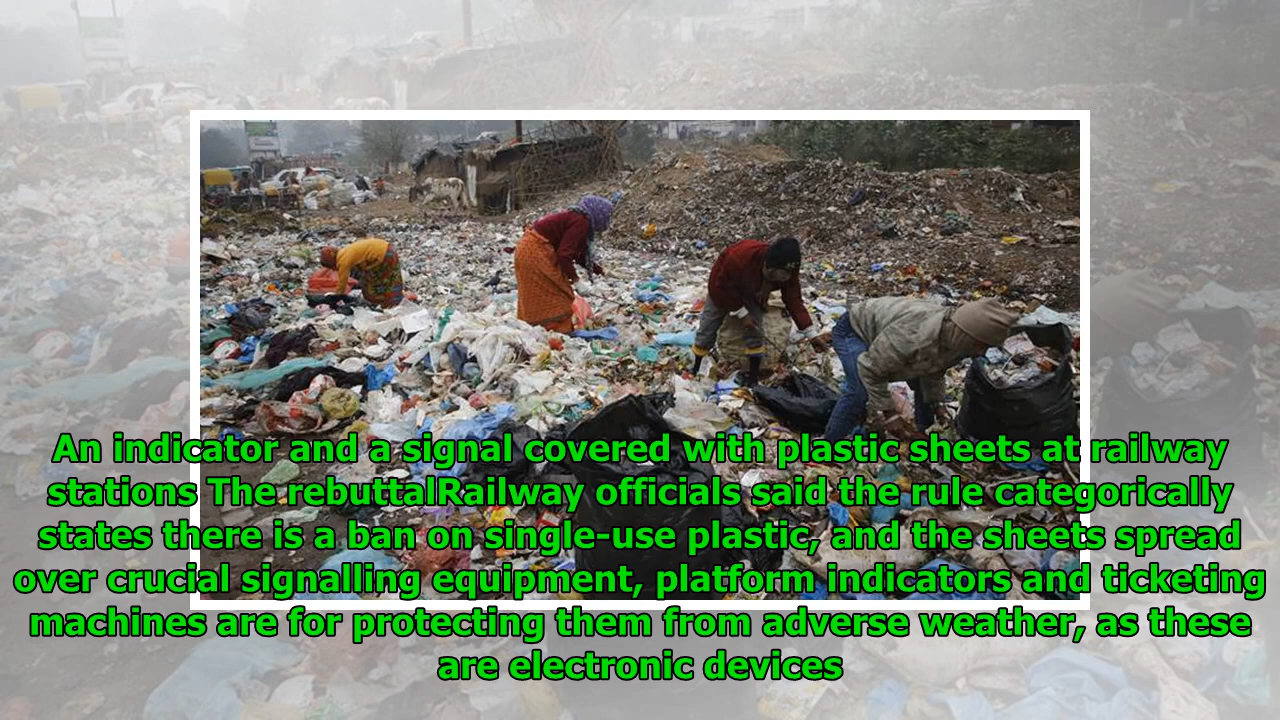 An indicator and a signal covered with plastic sheets at railway
stations The rebuttalRailway officials said the rule categorically
states there is a ban on single-use plastic, and the sheets spread
over crucial signalling equipment, platform indicators and ticketing
machines are for protecting them from adverse weather, as these
are electronic devices